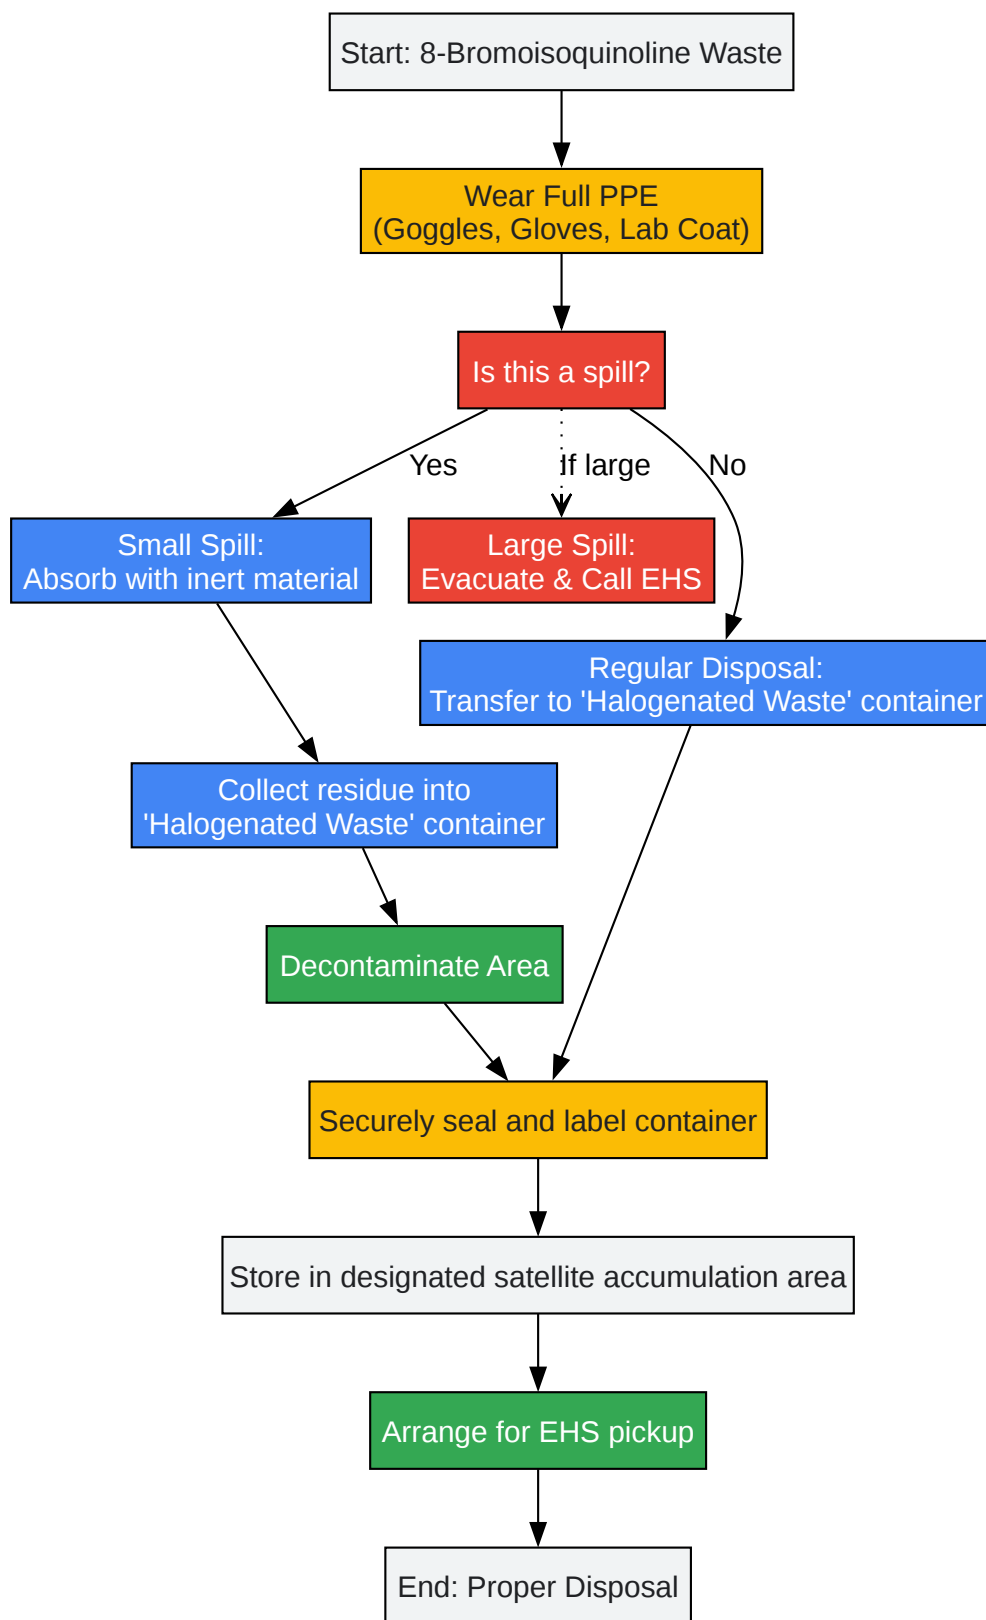 Start: 8-Bromoisoquinoline Waste
Wear Full PPE
(Goggles, Gloves, Lab Coat)
Is this a spill?
Yes
If large
No
Small Spill:
Absorb with inert material
Large Spill:
Evacuate & Call EHS
Regular Disposal:
Transfer to 'Halogenated Waste' container
Collect residue into
'Halogenated Waste' container
Decontaminate Area
Securely seal and label container
Store in designated satellite accumulation area
Arrange for EHS pickup
End: Proper Disposal